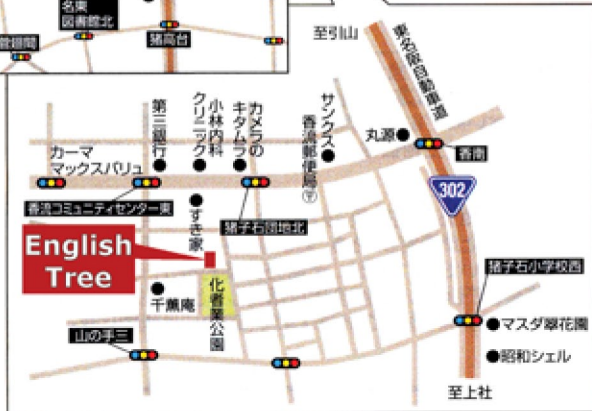 名東
図書館北
猪高台
至引山
東名阪自動車道
サンクス
香流郵便局〒
カメラの
キタムラ
小林内科
クリニック
第三銀行
丸源
香南
カーマ
マックスバリュ
302
香流コミュニティセンター東
すき家
猪子石団地北
English
Tree
猪子石小学校西
千薫庵
化者業公園
マスダ翠花園
山の手三
昭和シェル
至上社